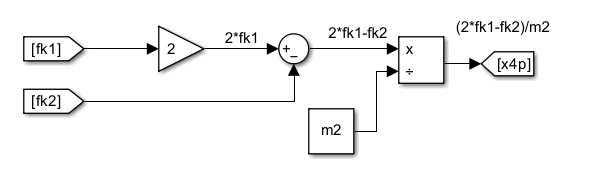 (2*fk1-fk2)/m2
[fk1]
2
2*fk1
+
_
2*fk1-fk2
x
÷
[x4p]
[fk2]
m2